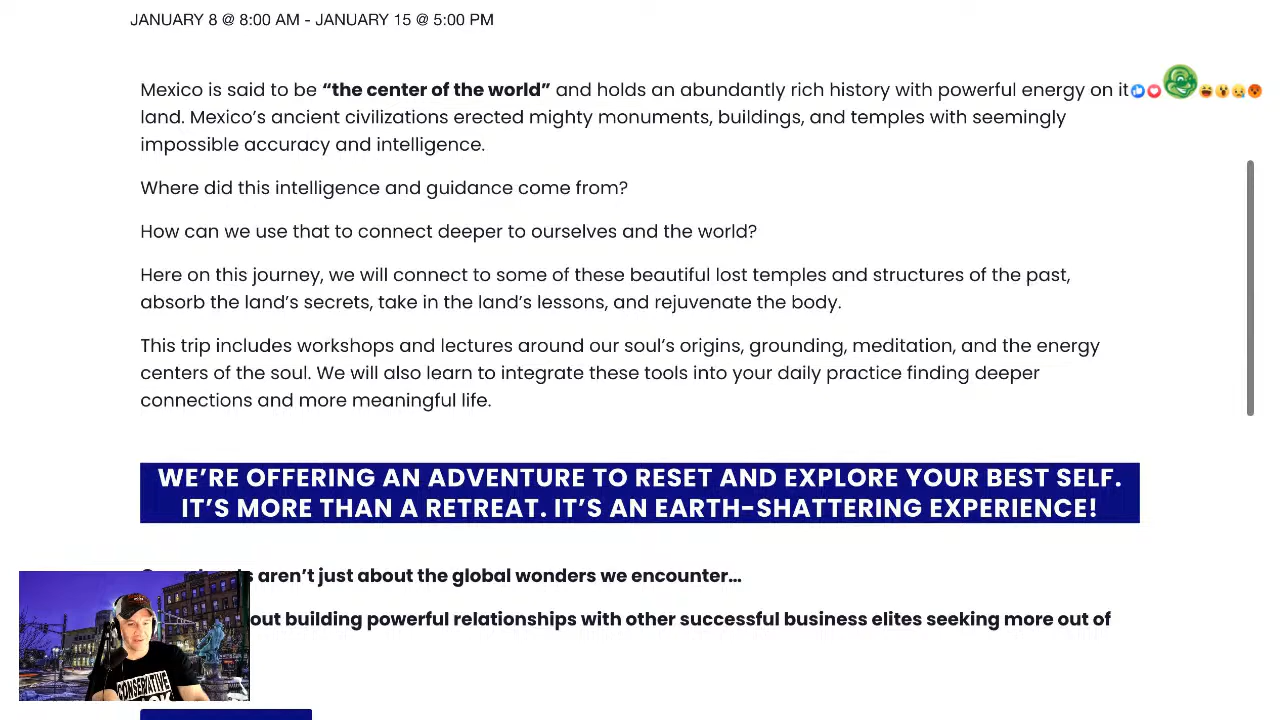 JANUARY 8 @ 8:00 AM - JANUARY 15 @ 5:00 PM
Mexico is said to be “the center of the world” and holds an abundantly rich history with powerful energy on it
land. Mexico’s ancient civilizations erected mighty monuments, buildings, and temples with seemingly
impossible accuracy and intelligence.
Where did this intelligence and guidance come from?
How can we use that to connect deeper to ourselves and the world?
Here on this journey, we will connect to some of these beautiful lost temples and structures of the past,
absorb the land’s secrets, take in the land’s lessons, and rejuvenate the body.
This trip includes workshops and lectures around our soul’s origins, grounding, meditation, and the energy
centers of the soul. We will also learn to integrate these tools into your daily practice finding deeper
connections and more meaningful life.
WE’RE OFFERING AN ADVENTURE TO RESET AND EXPLORE YOUR BEST SELF.
IT’S MORE THAN A RETREAT. IT’S AN EARTH-SHATTERING EXPERIENCE!
aren’t just about the global wonders we encounter…
out building powerful relationships with other successful business elites seeking more out of
CONSERVATIVE